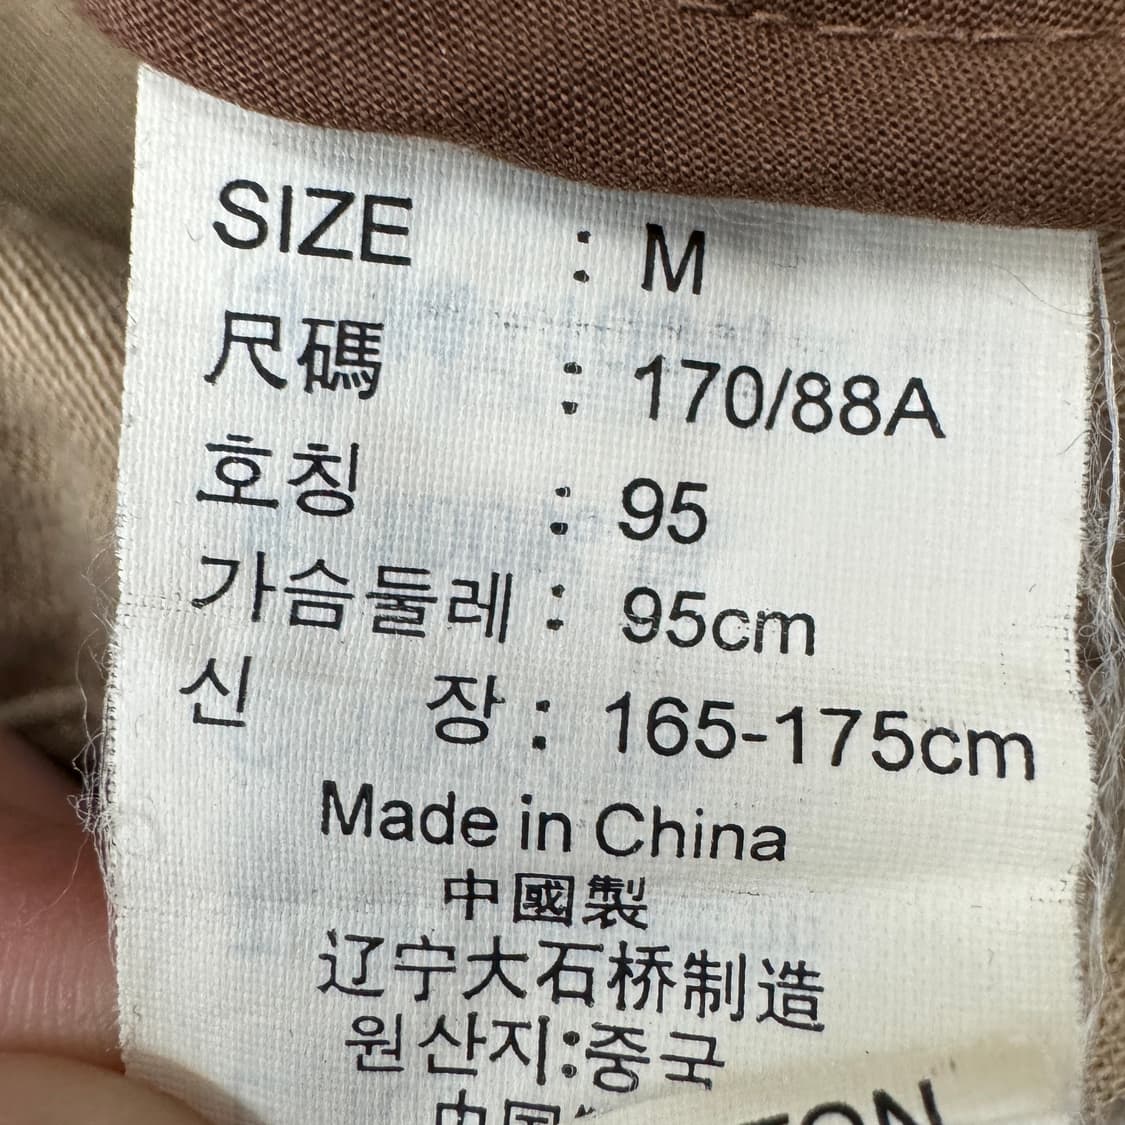 SIZE : M
尺碼 : 170/88A
호칭 : 95
가슴둘레 : 95cm
신 장 : 165-175cm
Made in China
中國製
辽宁大石桥制造
원산지:중국